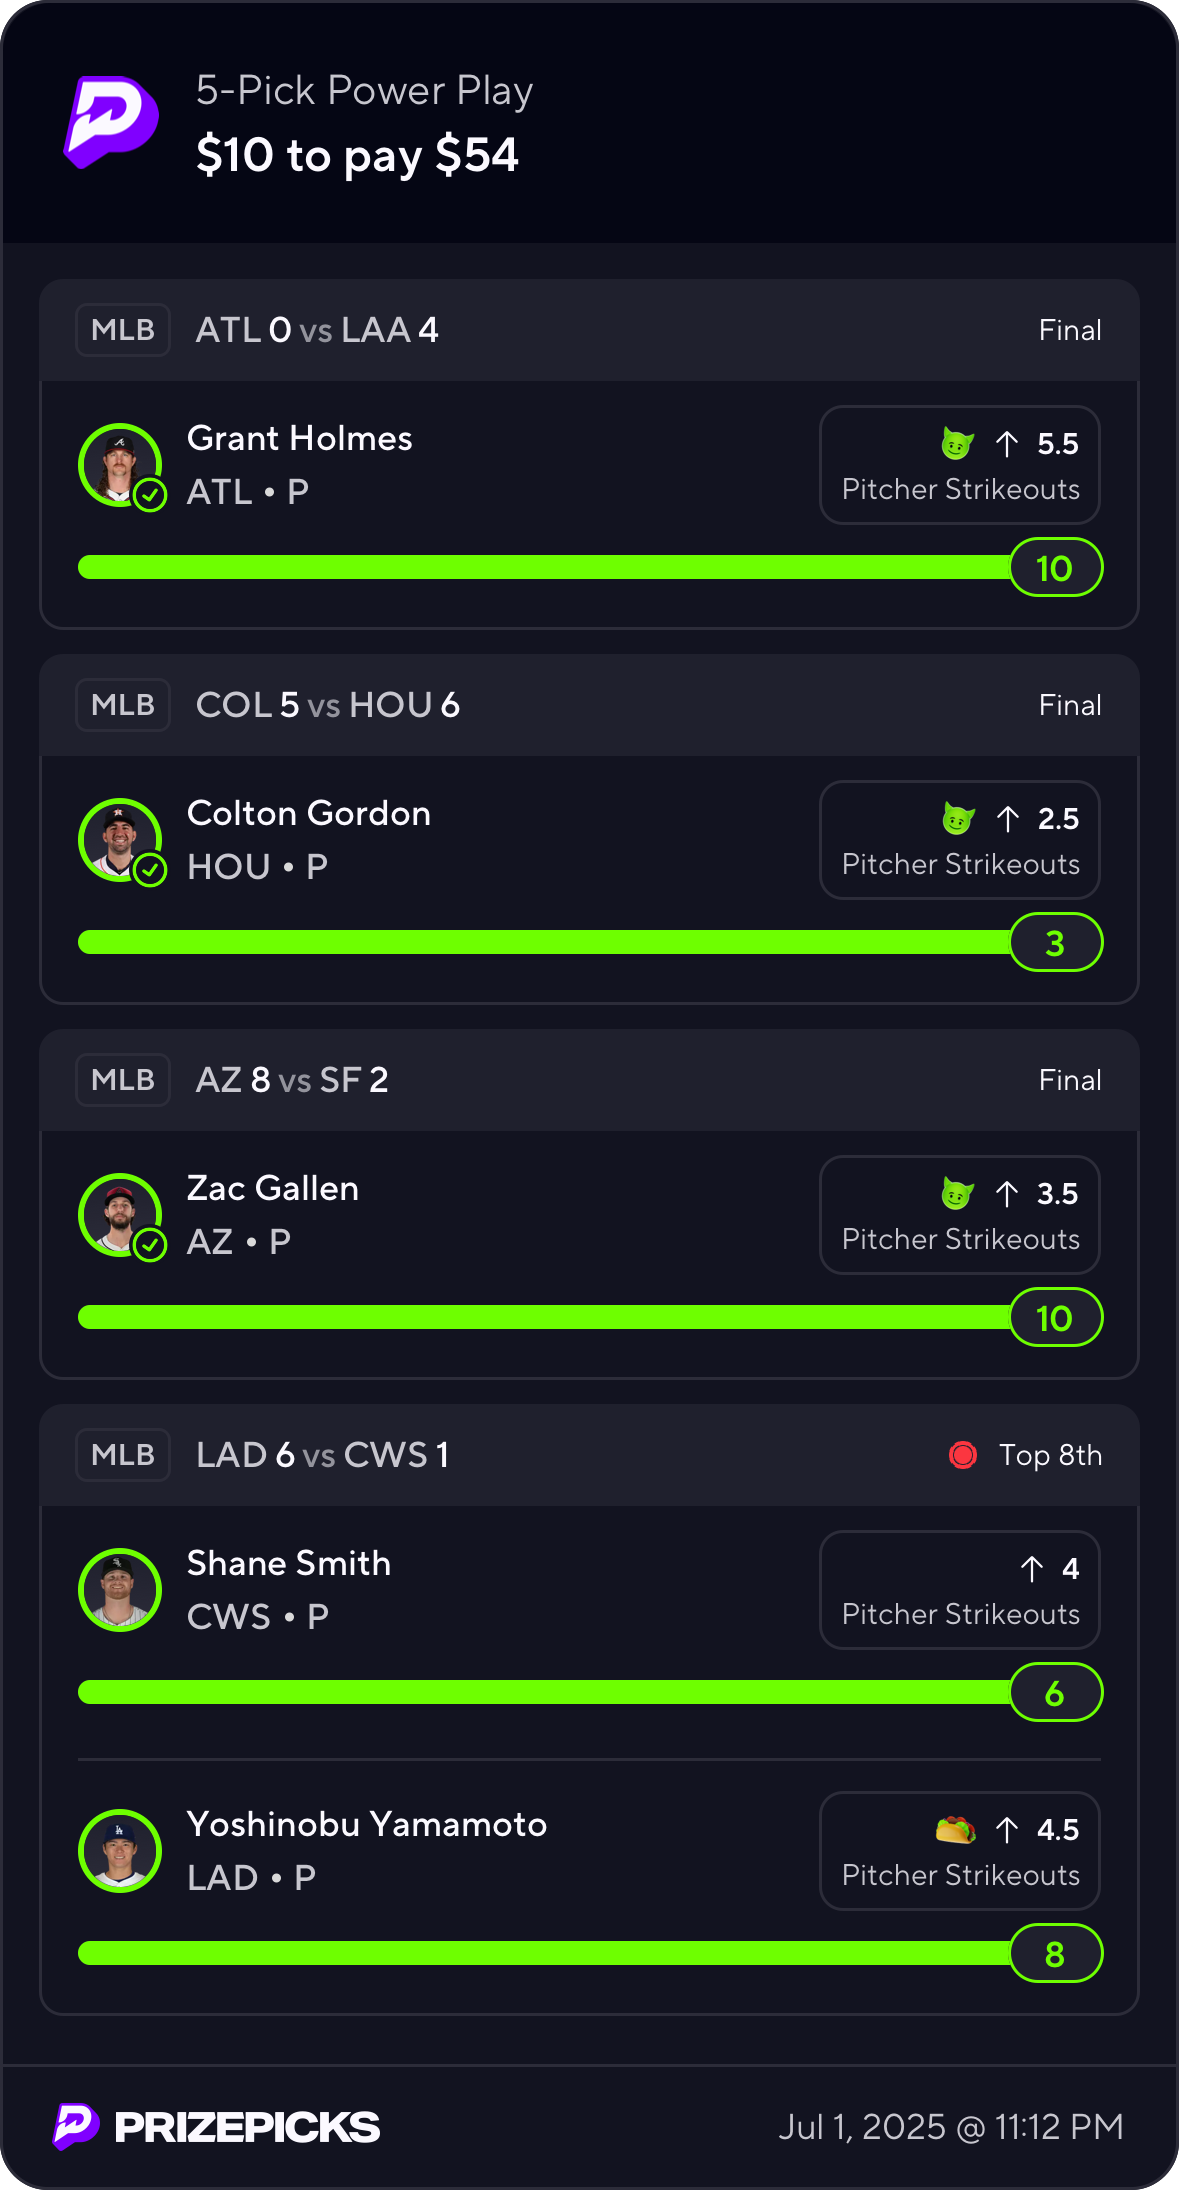 5-Pick Power Play
$10 to pay $54
MLB ATL 0 vs LAA 4 Final
Grant Holmes
ATL • P
↑ 5.5
Pitcher Strikeouts
10
MLB COL 5 vs HOU 6 Final
Colton Gordon
HOU • P
↑ 2.5
Pitcher Strikeouts
3
MLB AZ 8 vs SF 2 Final
Zac Gallen
AZ • P
↑ 3.5
Pitcher Strikeouts
10
MLB LAD 6 vs CWS 1 Top 8th
Shane Smith
CWS • P
↑ 4
Pitcher Strikeouts
6
Yoshinobu Yamamoto
LAD • P
↑ 4.5
Pitcher Strikeouts
8
PRIZEPICKS Jul 1, 2025 @ 11:12 PM